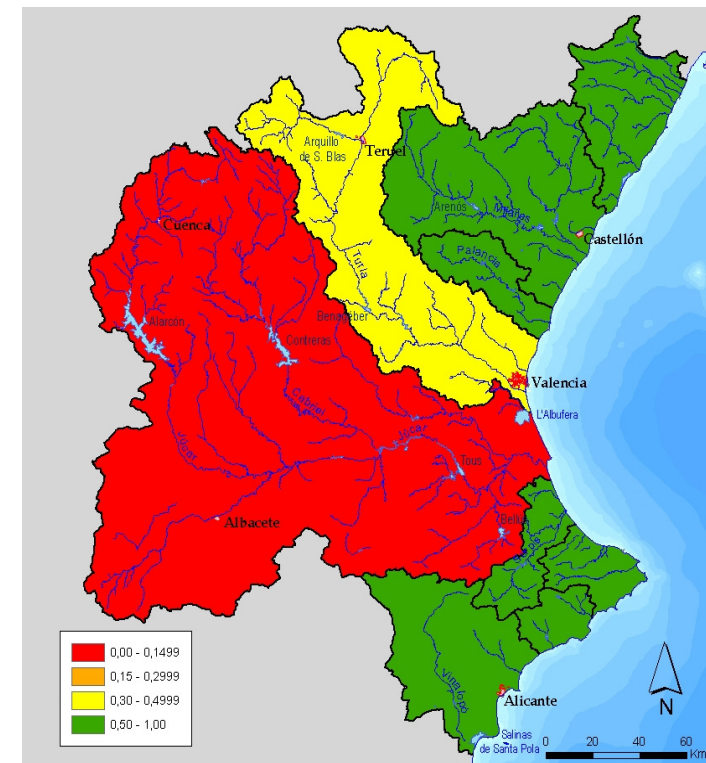 Arquillo
de S. Blas
Teruel
Arenós
Mijares
Castellón
Cuenca
Palancia
Turia
Alarcón
Contreras
Benagéber
Valencia
Cabriel
L'Albufera
Júcar
Júcar
Tous
Albacete
0,00 - 0,1499
0,15 - 0,2999
0,30 - 0,4999
0,50 - 1,00
Vinalopó
Alicante
N
Salinas
de Santa Pola
0 20 40 60
Km